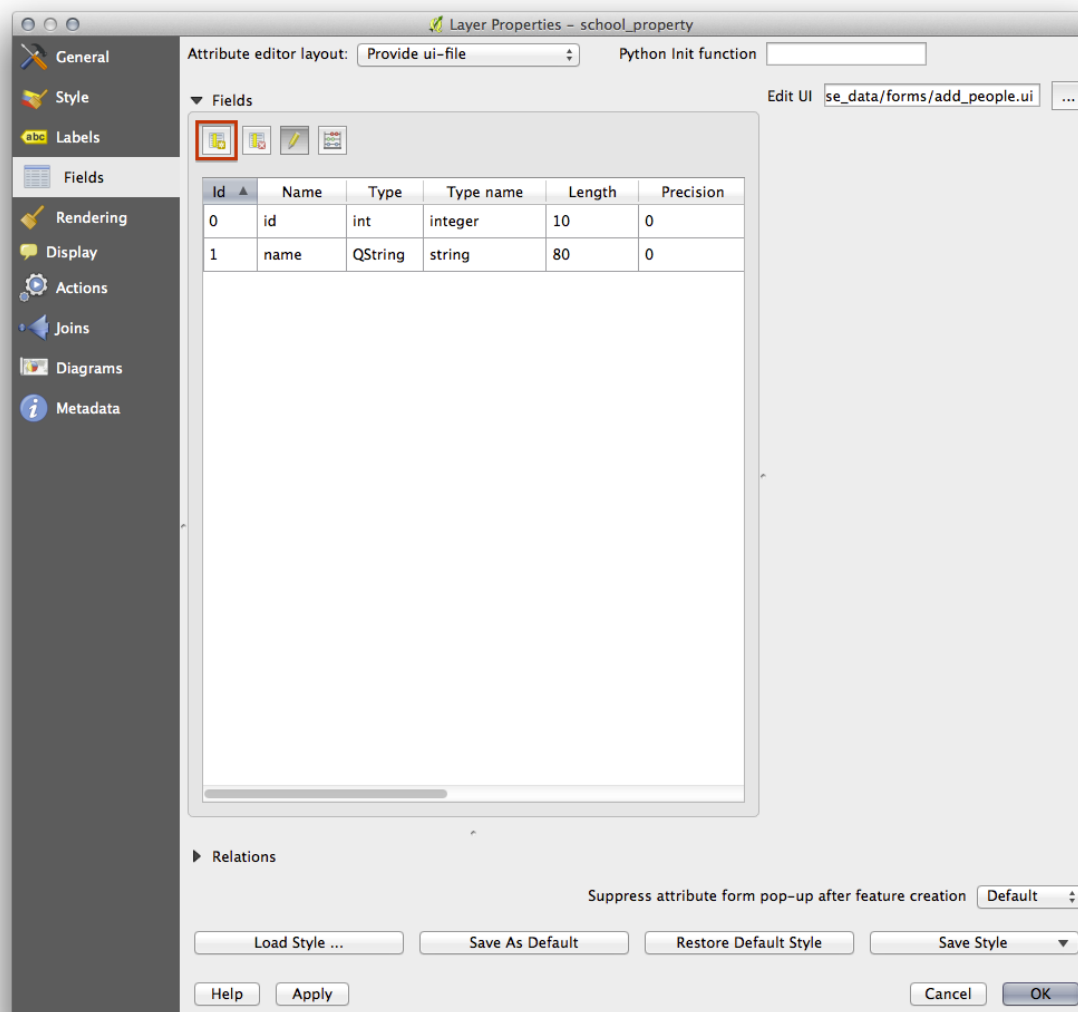 Layer Properties – school_property
General
Style
abc Labels
Fields
Rendering
Display
Actions
Joins
Diagrams
i Metadata
Attribute editor layout: Provide ui-file Python Init function
Fields
Edit UI se_data/forms/add_people.ui ...
Id Name Type Type name Length Precision
0 id int integer 10 0
1 name QString string 80 0
Relations
Suppress attribute form pop-up after feature creation Default
Load Style ... Save As Default Restore Default Style Save Style
Help Apply Cancel OK